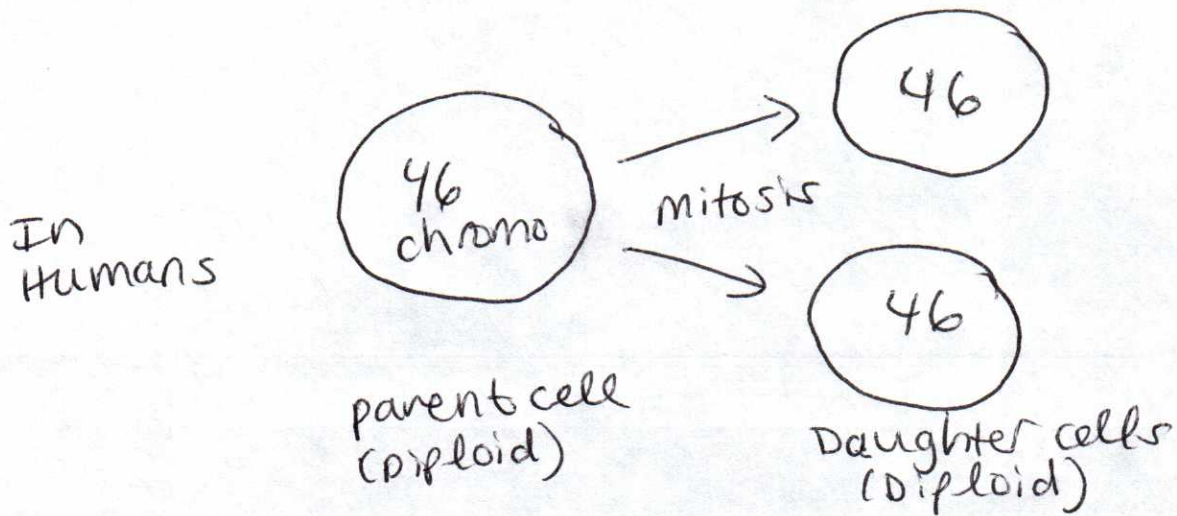 In
Humans
46
chromo
mitosis
46
46
parent cell
(Diploid)
Daughter cells
(Diploid)